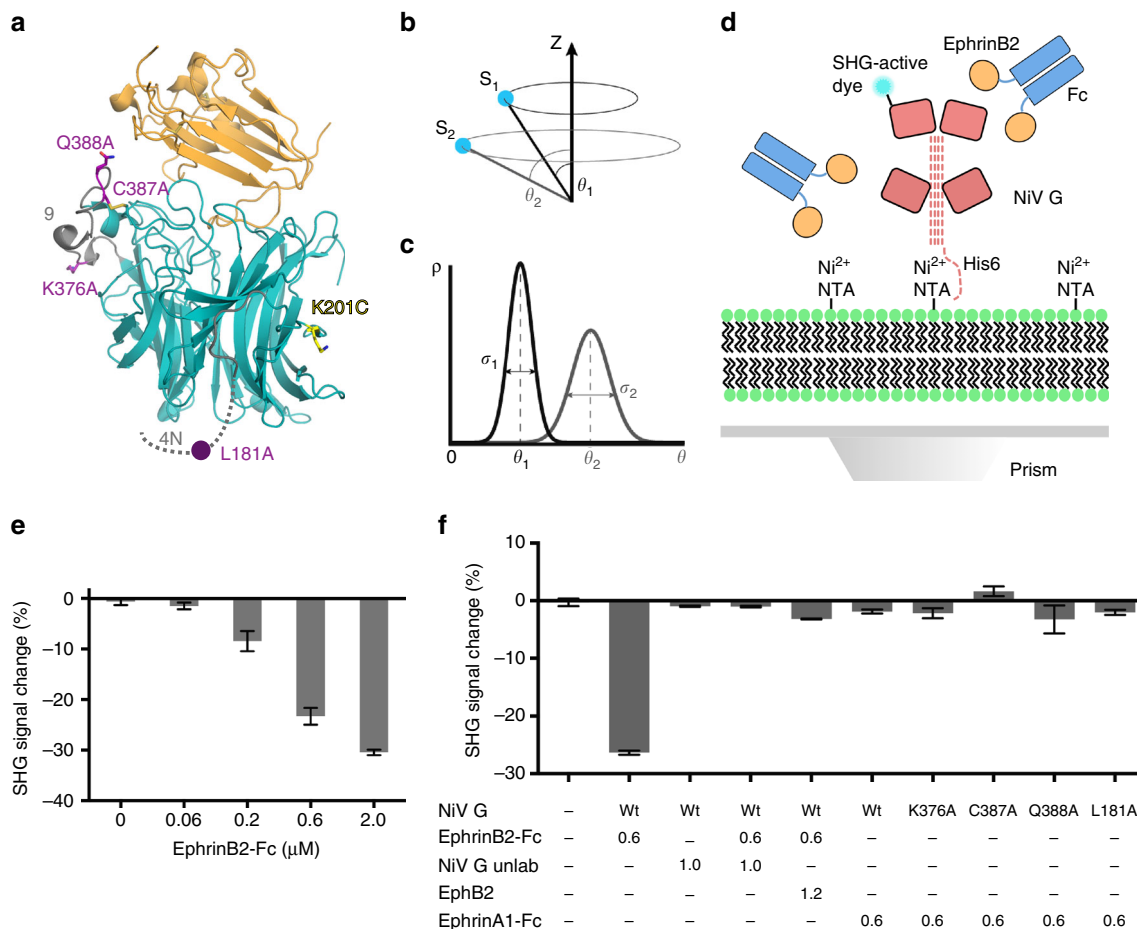 a
Q388A
C387A
9
K376A
K201C
4N
L181A
b
Z
S1
S2
θ2
θ1
c
ρ
σ1
σ2
0
θ1
θ2
θ
d
EphrinB2
SHG-active
dye
Fc
NiV G
His6
Ni2+ Ni2+ Ni2+
NTA NTA NTA
Prism
e
SHG signal change (%)
0
–10
–20
–30
–40
0 0.06 0.2 0.6 2.0
EphrinB2-Fc (μM)
f
SHG signal change (%)
10
0
–10
–20
–30
NiV G – Wt Wt Wt Wt Wt K376A C387A Q388A L181A
EphrinB2-Fc – 0.6 – 0.6 0.6 – – – – –
NiV G unlab – – 1.0 1.0 – – – – – –
EphB2 – – – – 1.2 – – – – –
EphrinA1-Fc – – – – – 0.6 0.6 0.6 0.6 0.6